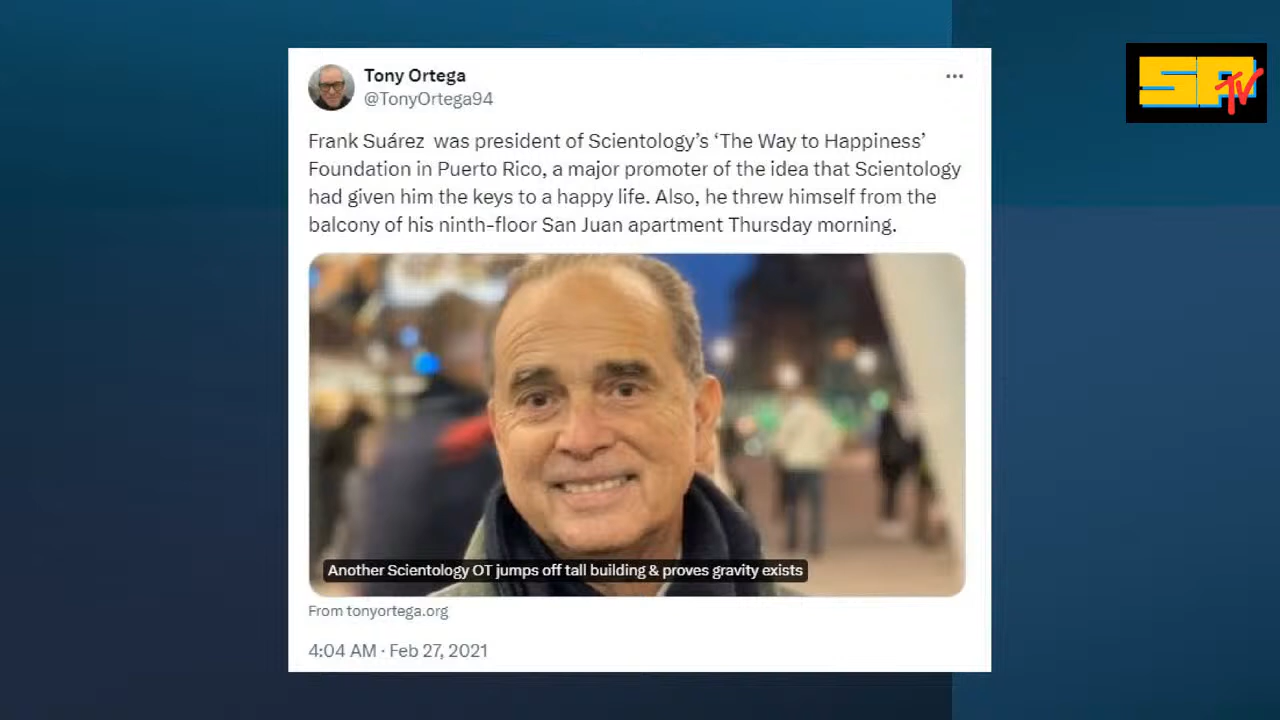 SPTV
Tony Ortega
@TonyOrtega94
Frank Suárez  was president of Scientology’s ‘The Way to Happiness’
Foundation in Puerto Rico, a major promoter of the idea that Scientology
had given him the keys to a happy life. Also, he threw himself from the
balcony of his ninth-floor San Juan apartment Thursday morning.
Another Scientology OT jumps off tall building & proves gravity exists
From tonyortega.org
4:04 AM · Feb 27, 2021